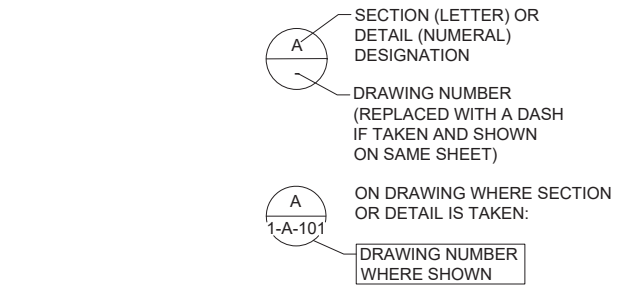 A
-
SECTION (LETTER) OR
DETAIL (NUMERAL)
DESIGNATION
DRAWING NUMBER
(REPLACED WITH A DASH
IF TAKEN AND SHOWN
ON SAME SHEET)
A
1-A-101
ON DRAWING WHERE SECTION
OR DETAIL IS TAKEN:
DRAWING NUMBER
WHERE SHOWN